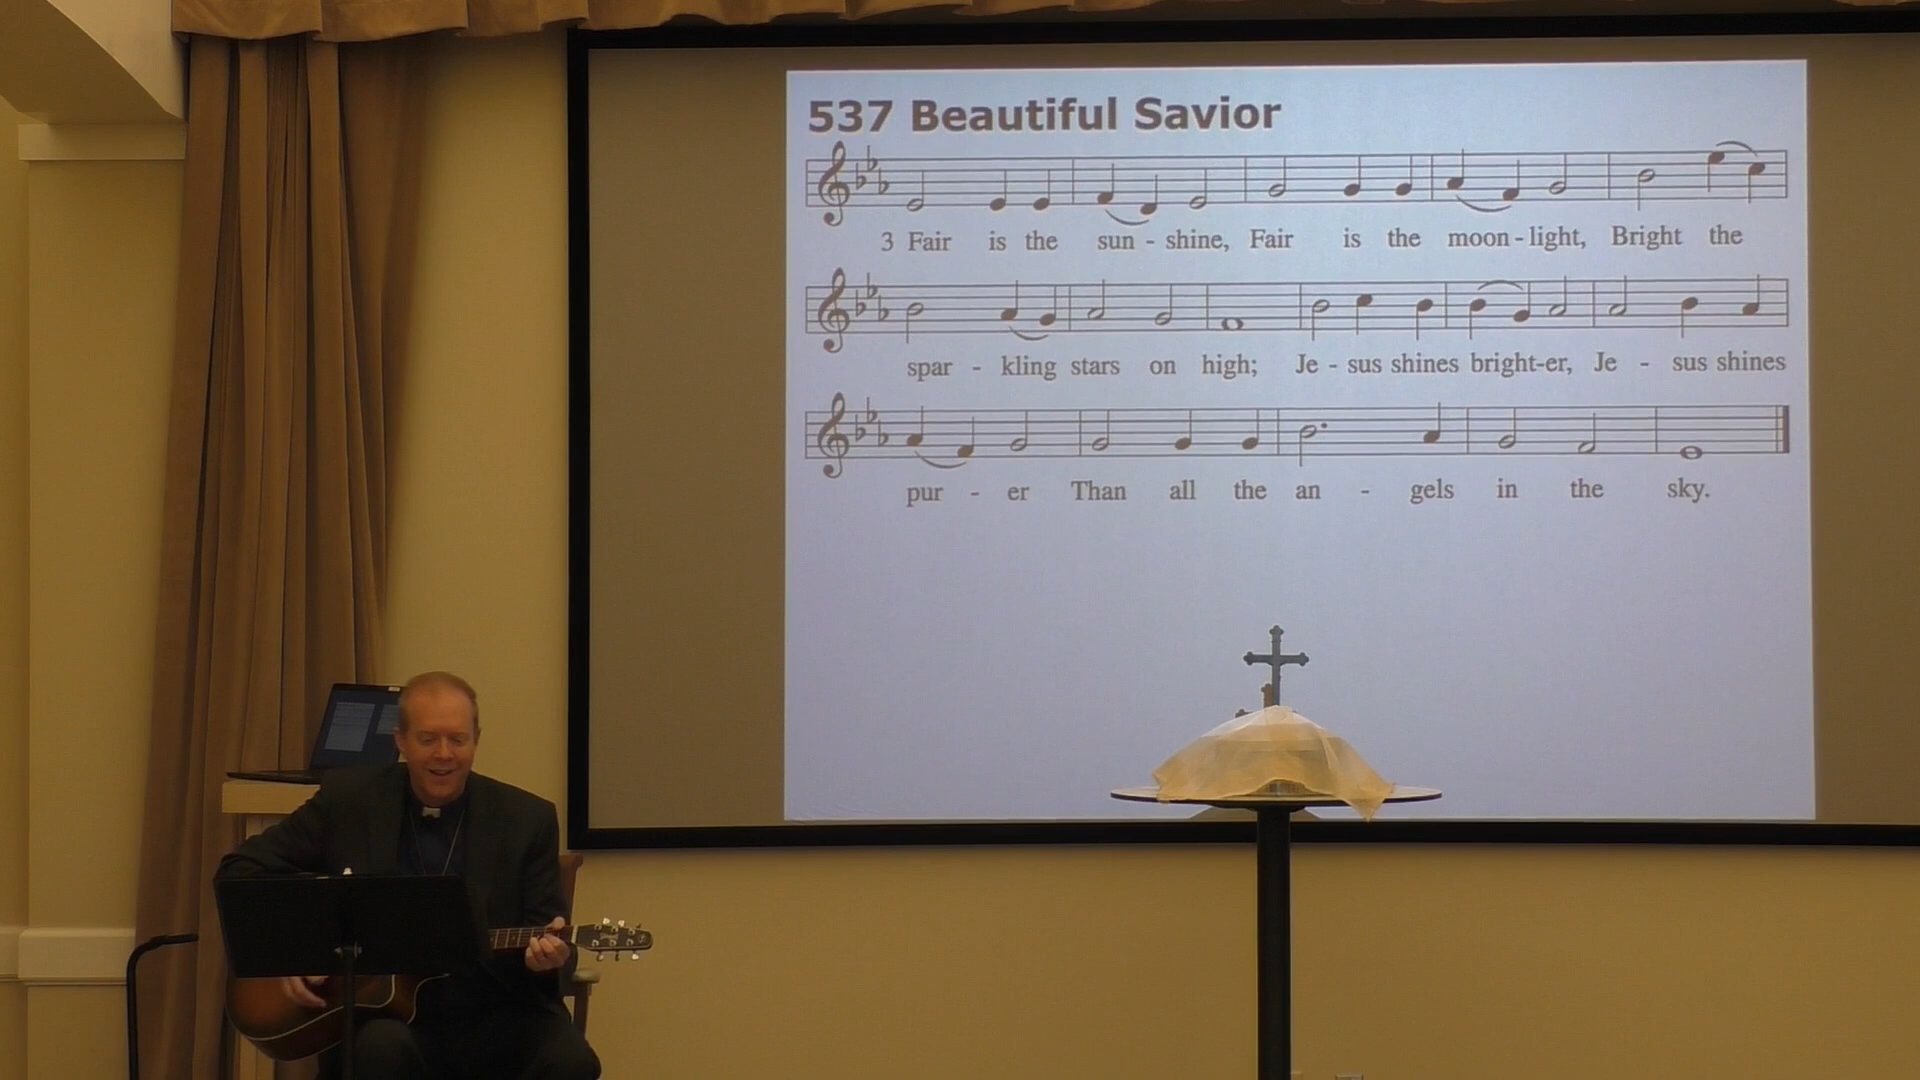 537 Beautiful Savior
3 Fair is the sun - shine, Fair is the moon - light, Bright the
spar - kling stars on high; Je - sus shines bright-er, Je - sus shines
pur - er Than all the an - gels in the sky.